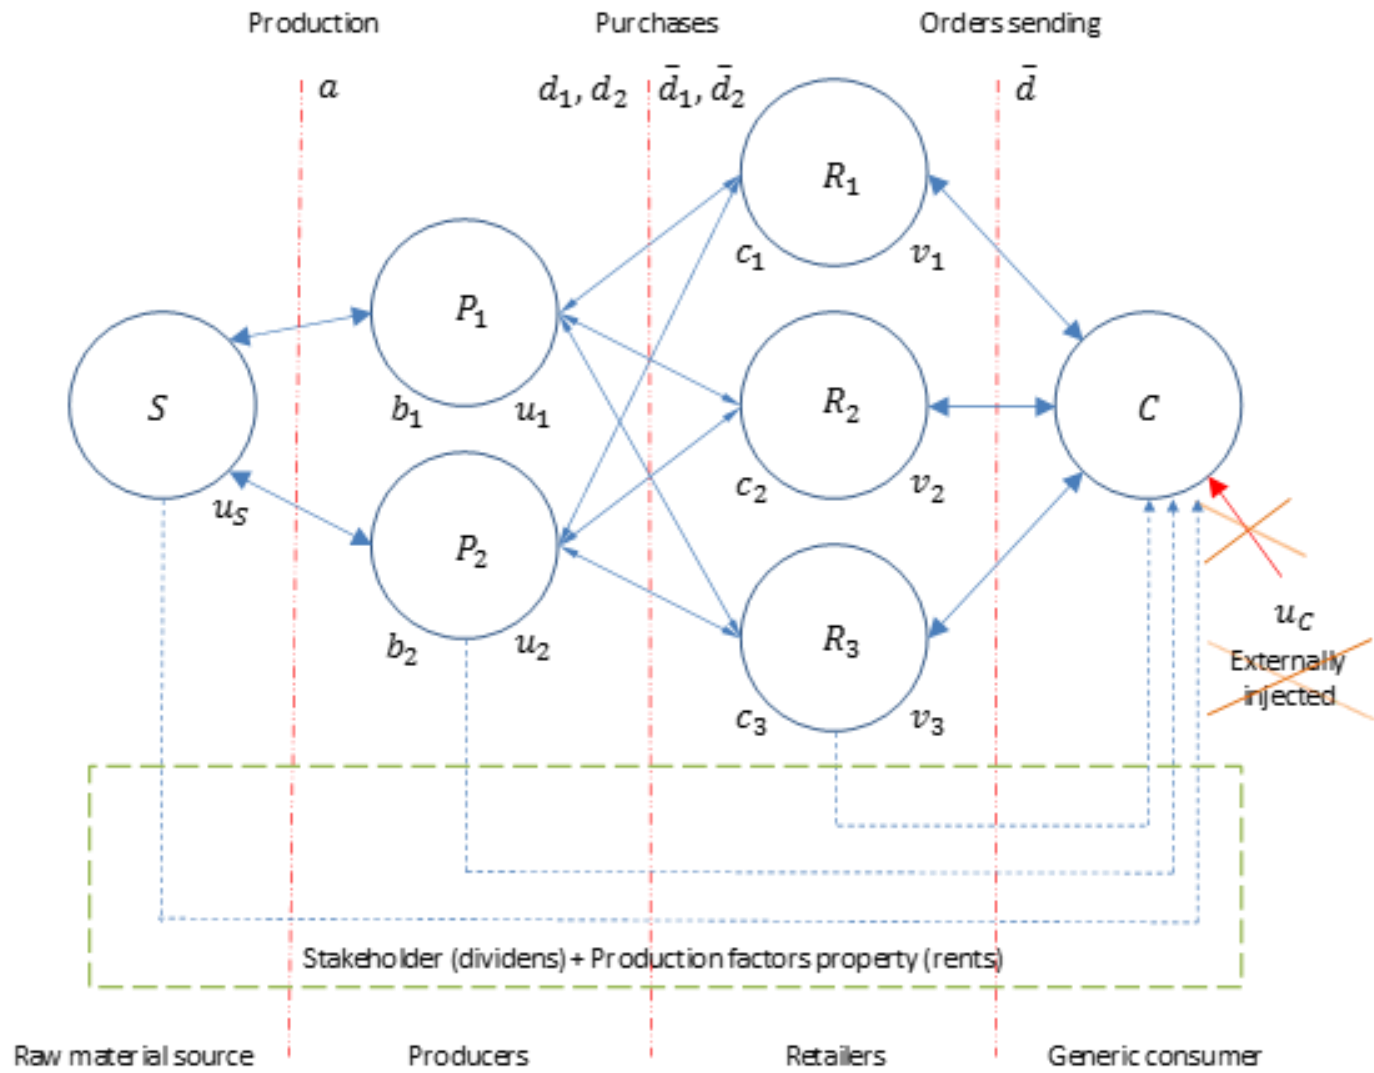 Production
Purchases
Orders sending
a
d₁, d₂
d̄₁, d̄₂
d̄
R₁
c₁
v₁
P₁
b₁
u₁
S
u_S
R₂
c₂
v₂
C
P₂
b₂
u₂
R₃
c₃
v₃
u_C
Externally
injected
Stakeholder (dividens) + Production factors property (rents)
Raw material source
Producers
Retailers
Generic consumer